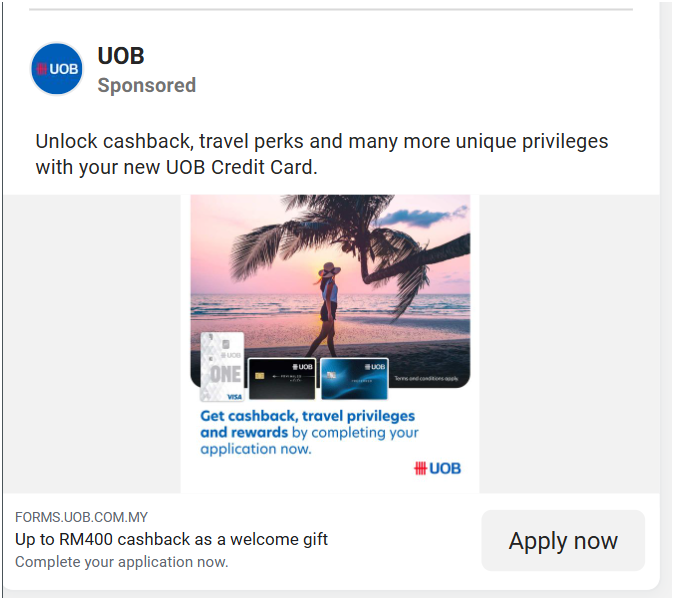 UOB
UOB
Sponsored
Unlock cashback, travel perks and many more unique privileges
with your new UOB Credit Card.
UOB
ONE
VISA
UOB
UOB
Terms and conditions apply.
Get cashback, travel privileges
and rewards by completing your
application now.
UOB
FORMS.UOB.COM.MY
Up to RM400 cashback as a welcome gift
Complete your application now.
Apply now